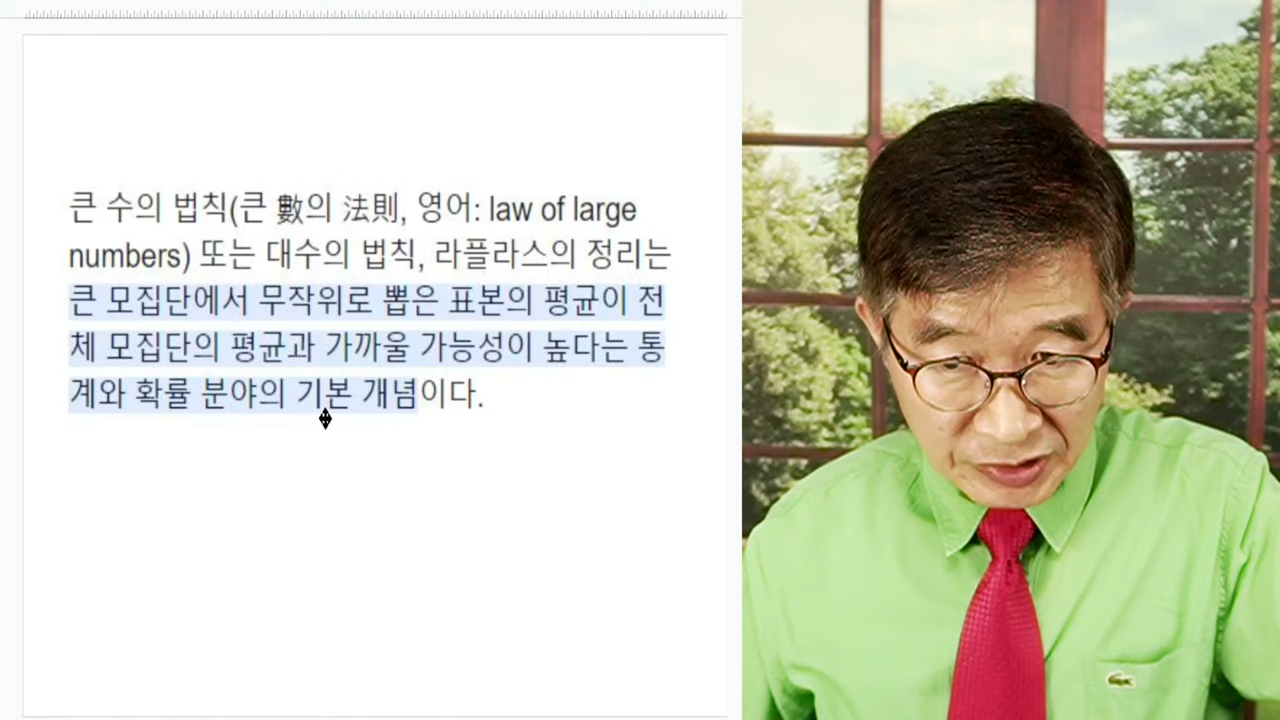 큰 수의 법칙(큰 數의 法則, 영어: law of large
numbers) 또는 대수의 법칙, 라플라스의 정리는
큰 모집단에서 무작위로 뽑은 표본의 평균이 전
체 모집단의 평균과 가까울 가능성이 높다는 통
계와 확률 분야의 기본 개념이다.